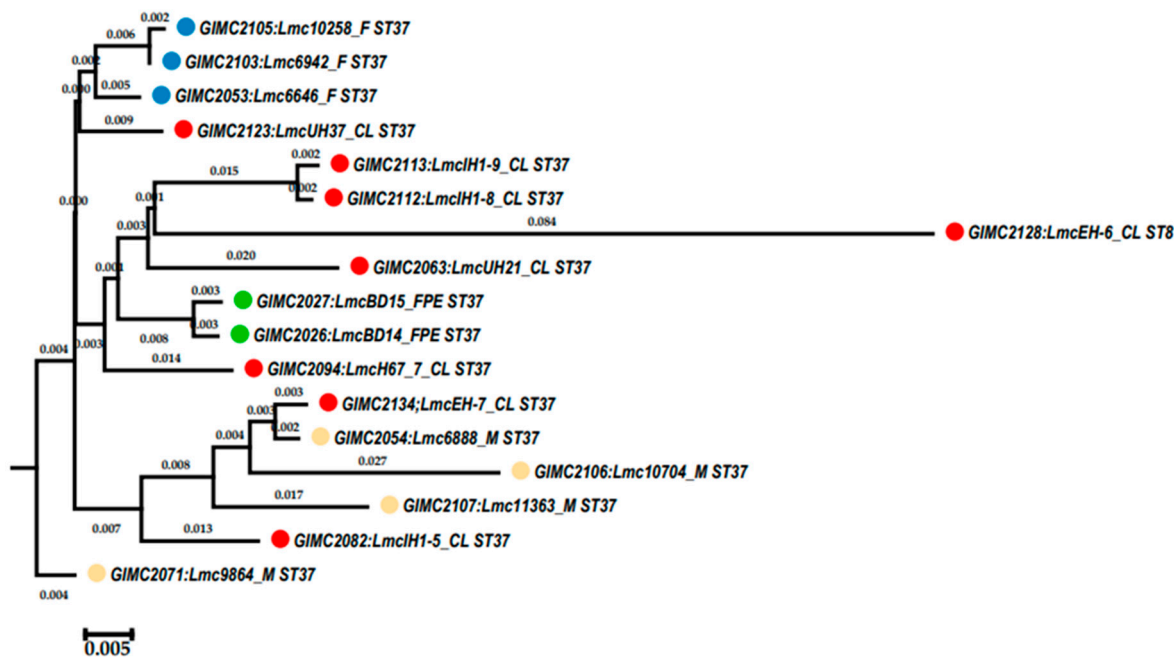 0.002
GIMC2105:Lmc10258_F ST37
0.006
GIMC2103:Lmc6942_F ST37
0.002
0.005
GIMC2053:Lmc6646_F ST37
0.000
0.009
GIMC2123:LmcUH37_CL ST37
0.002
GIMC2113:LmcIH1-9_CL ST37
0.015
0.002
GIMC2112:LmcIH1-8_CL ST37
0.001
0.000
0.084
GIMC2128:LmcEH-6_CL ST8
0.003
0.020
GIMC2063:LmcUH21_CL ST37
0.001
0.003
GIMC2027:LmcBD15_FPE ST37
0.003
GIMC2026:LmcBD14_FPE ST37
0.008
0.003
0.004
0.014
GIMC2094:LmcH67_7_CL ST37
0.003
GIMC2134;LmcEH-7_CL ST37
0.003
0.002
GIMC2054:Lmc6888_M ST37
0.004
0.027
GIMC2106:Lmc10704_M ST37
0.008
0.017
GIMC2107:Lmc11363_M ST37
0.007
0.013
GIMC2082:LmcIH1-5_CL ST37
GIMC2071:Lmc9864_M ST37
0.004
0.005